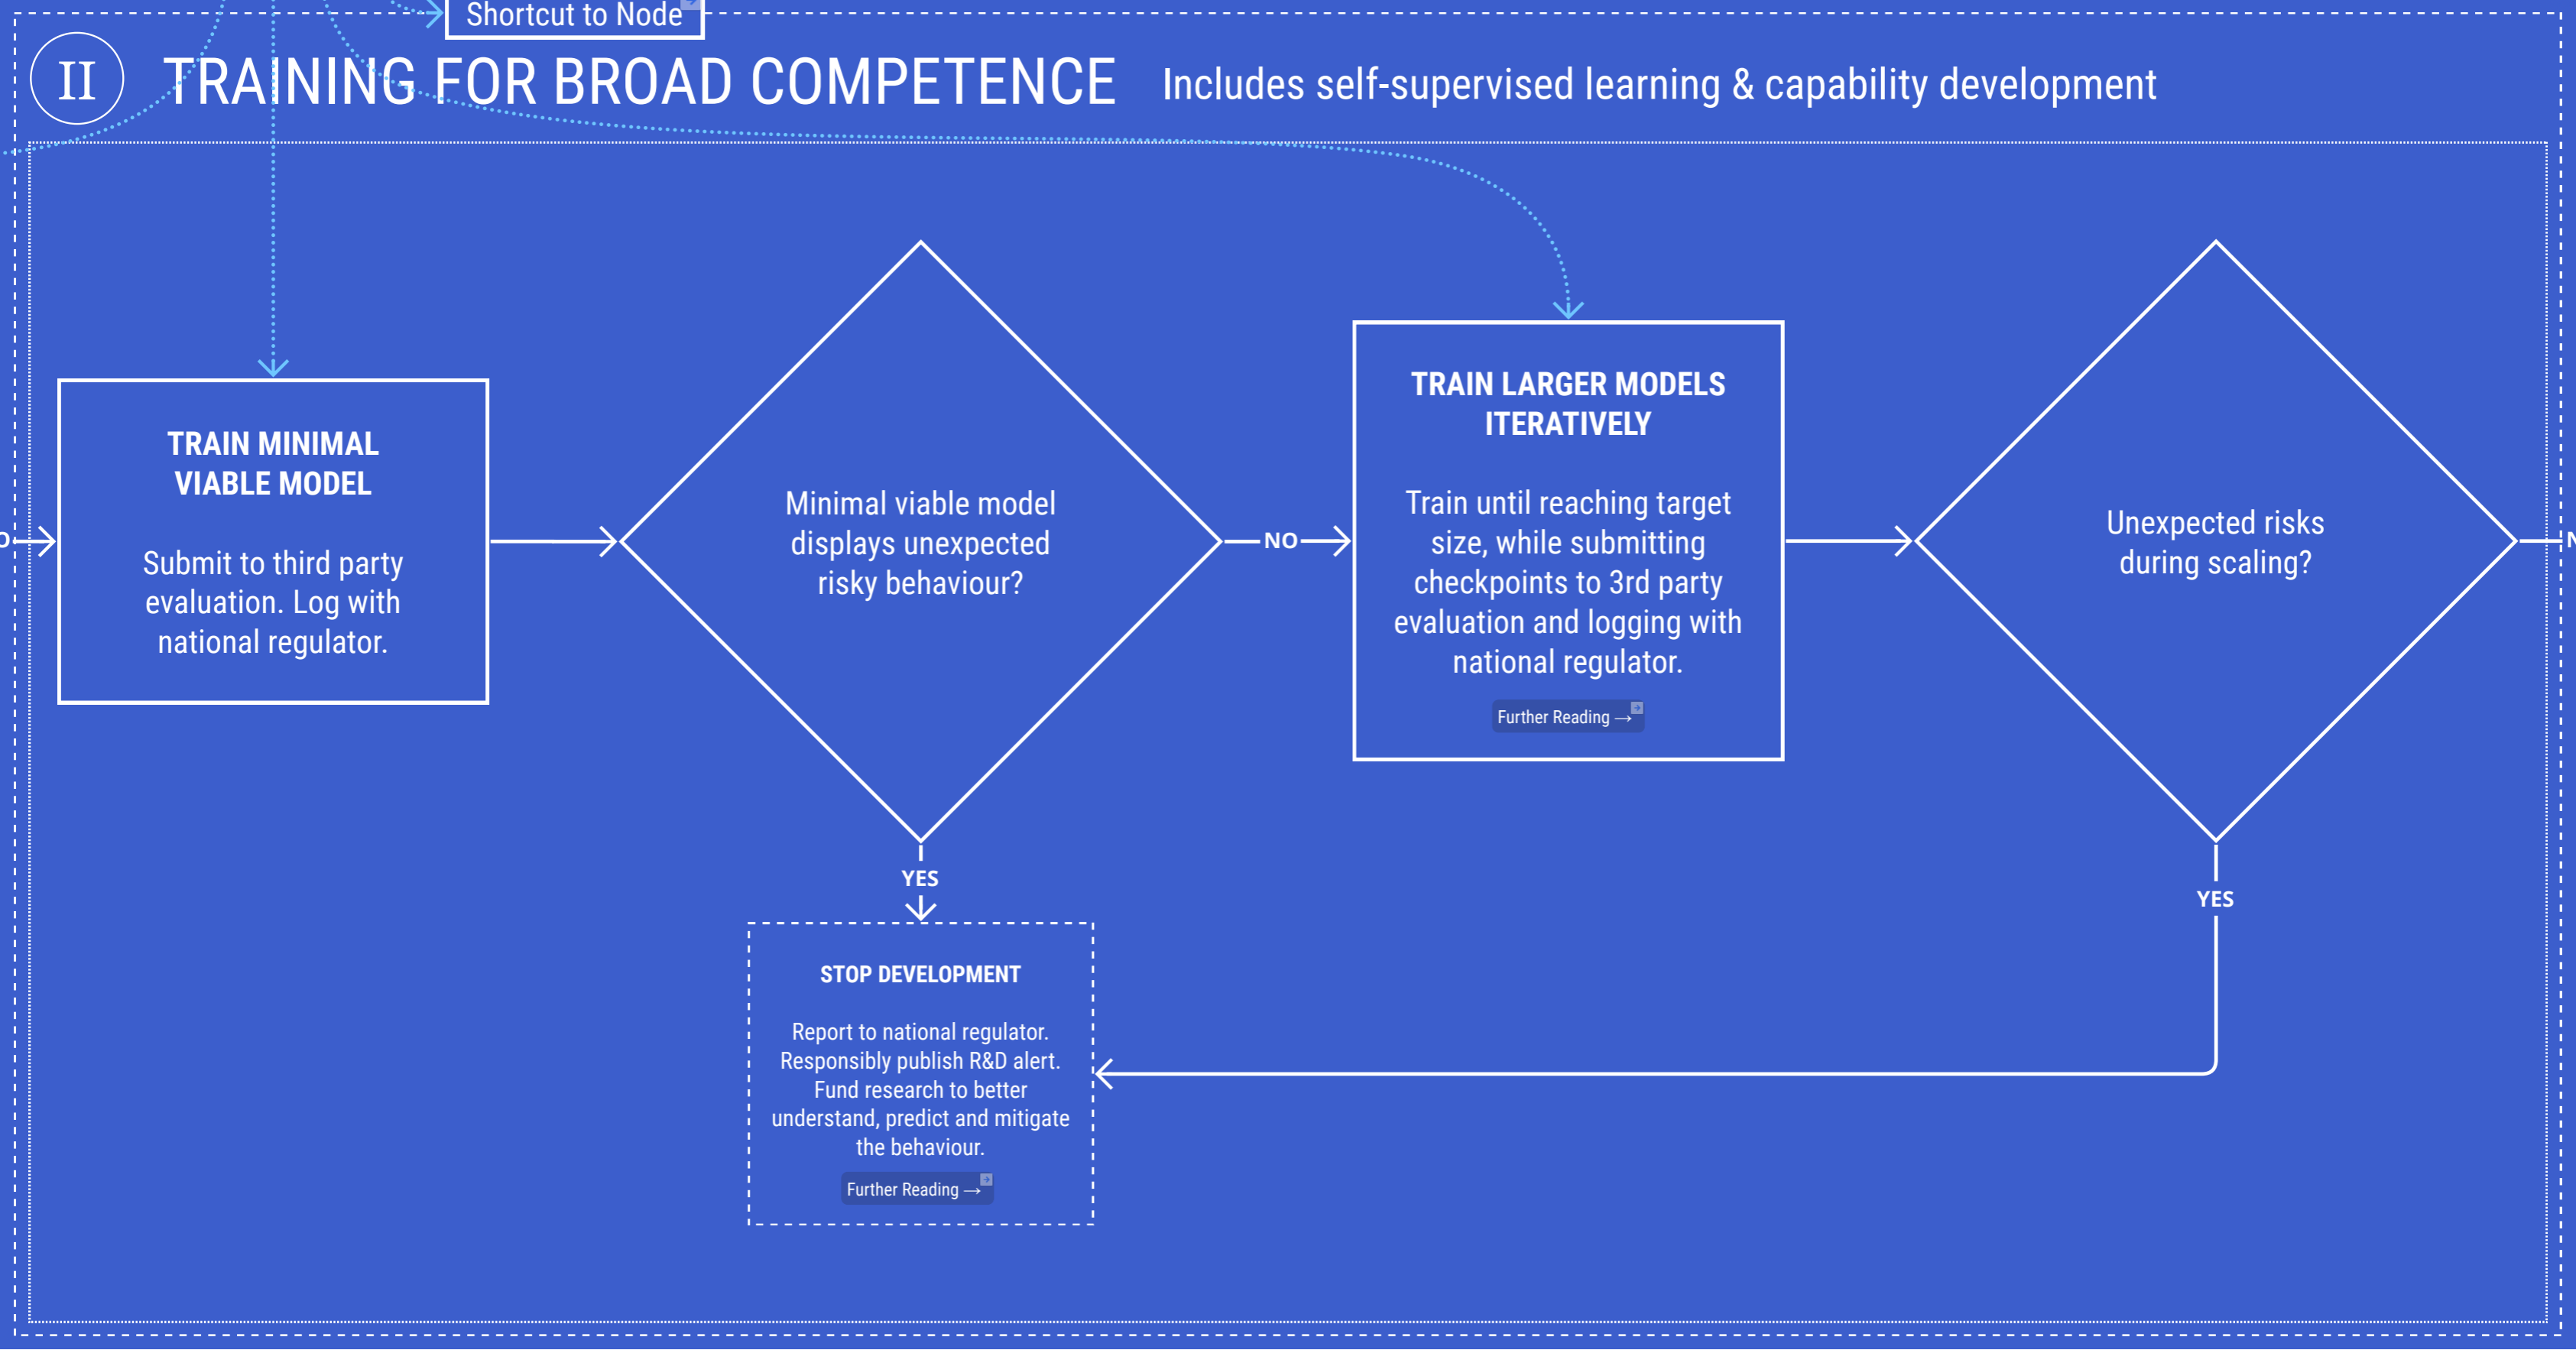 Shortcut to Node
II
TRAINING FOR BROAD COMPETENCE
Includes self-supervised learning & capability development
TRAIN MINIMAL
VIABLE MODEL
Submit to third party
evaluation. Log with
national regulator.
Minimal viable model
displays unexpected
risky behaviour?
NO
TRAIN LARGER MODELS
ITERATIVELY
Train until reaching target
size, while submitting
checkpoints to 3rd party
evaluation and logging with
national regulator.
Further Reading →
Unexpected risks
during scaling?
YES
YES
STOP DEVELOPMENT
Report to national regulator.
Responsibly publish R&D alert.
Fund research to better
understand, predict and mitigate
the behaviour.
Further Reading →